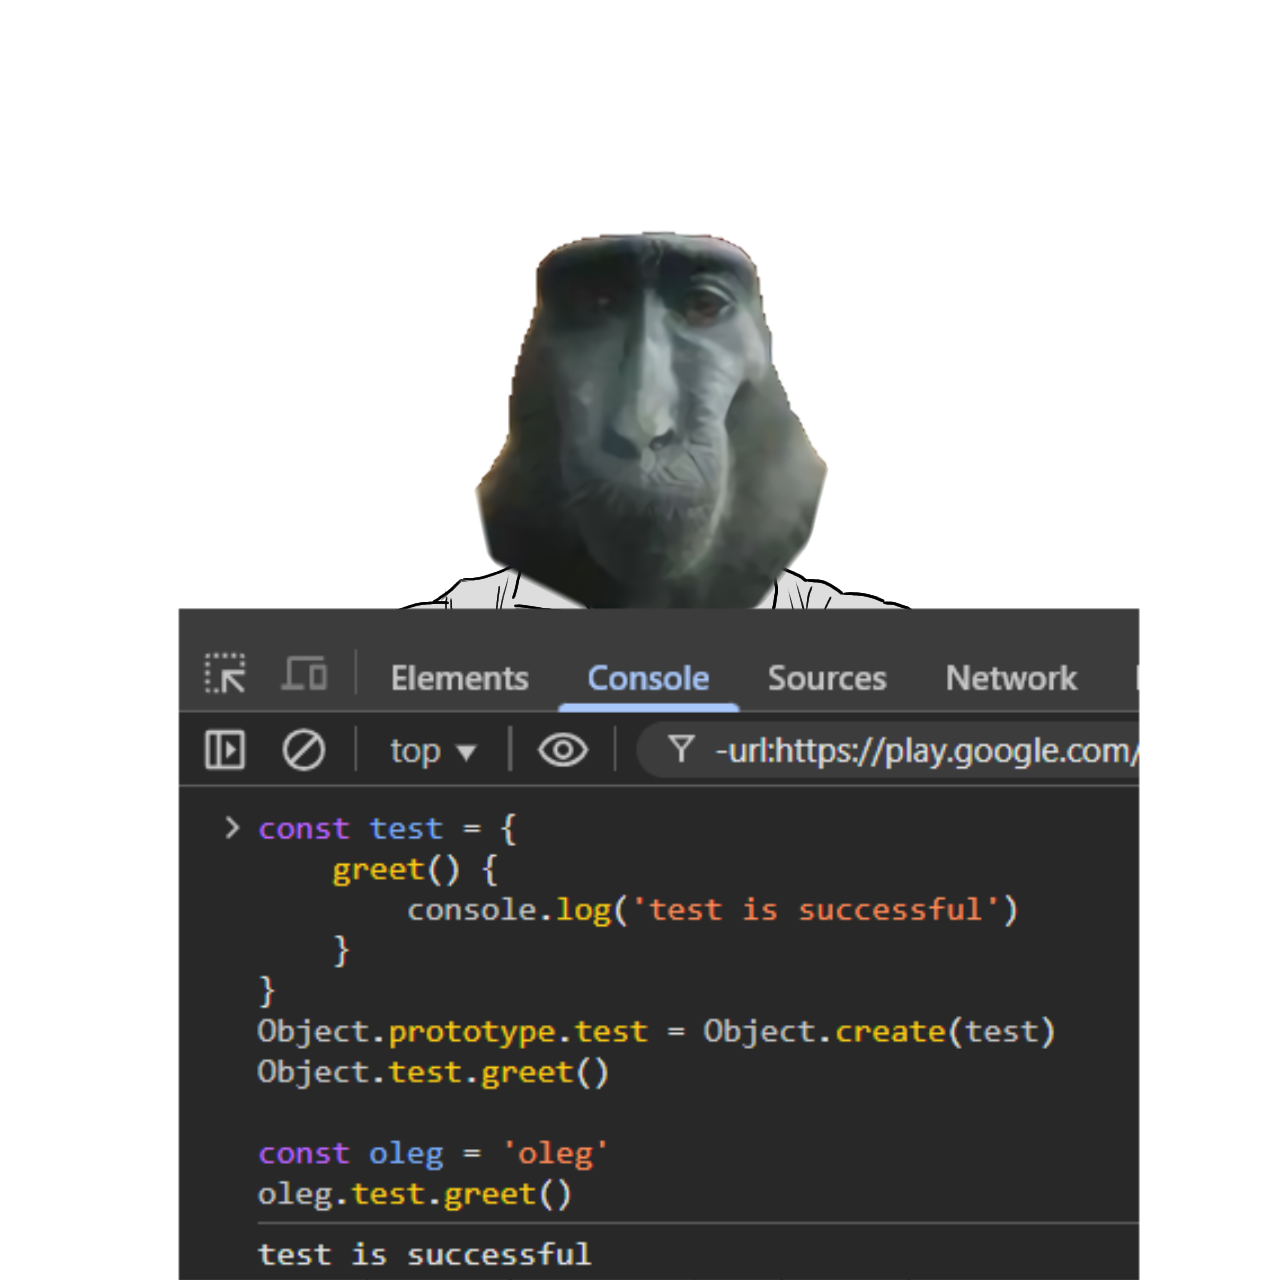 Elements Console Sources Network
top -url:https://play.google.com/
const test = {
    greet() {
        console.log('test is successful')
    }
}
Object.prototype.test = Object.create(test)
Object.test.greet()
const oleg = 'oleg'
oleg.test.greet()
test is successful